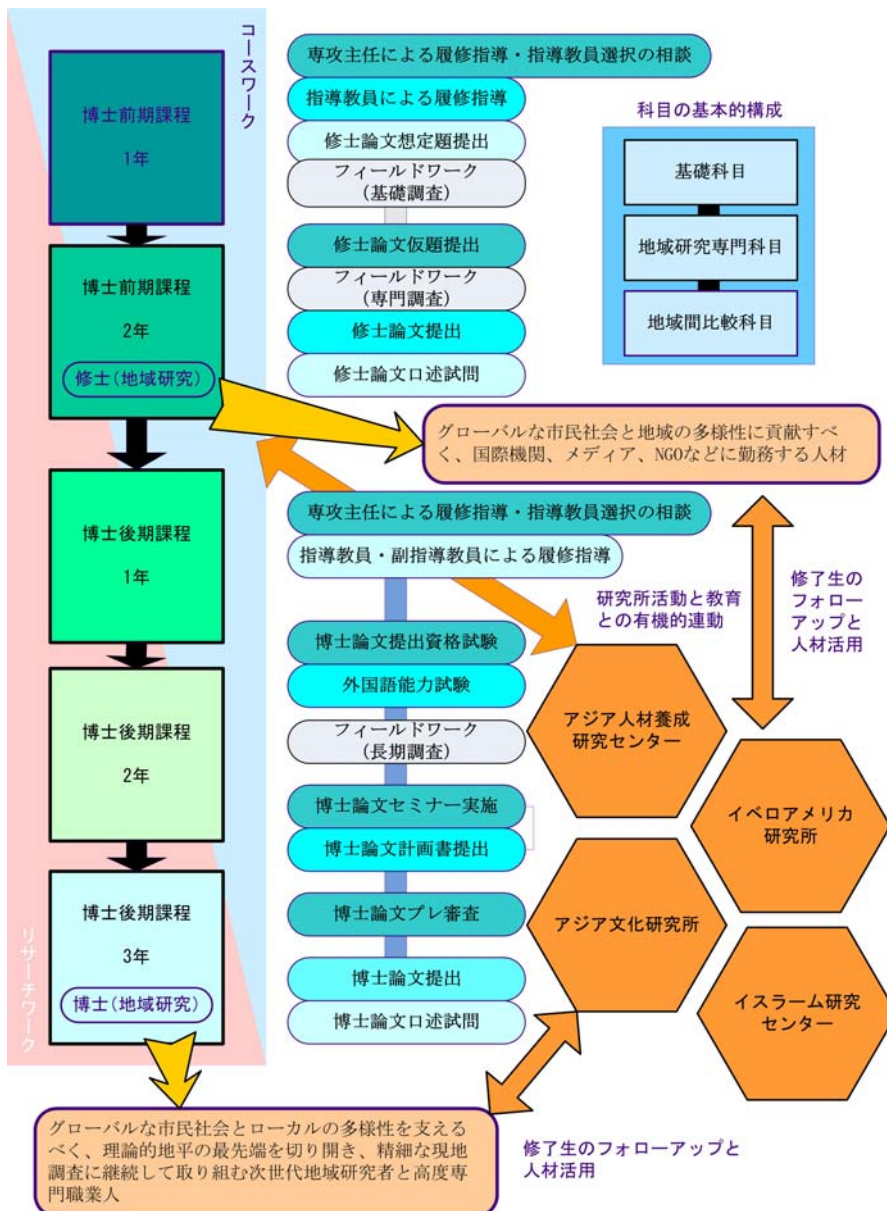 コースワーク
博士前期課程
1年
博士前期課程
2年
修士(地域研究)
博士後期課程
1年
博士後期課程
2年
博士後期課程
3年
博士(地域研究)
リサーチワーク
専攻主任による履修指導・指導教員選択の相談
指導教員による履修指導
修士論文想定題提出
フィールドワーク
(基礎調査)
修士論文仮題提出
フィールドワーク
(専門調査)
修士論文提出
修士論文口述試問
科目の基本的構成
基礎科目
地域研究専門科目
地域間比較科目
グローバルな市民社会と地域の多様性に貢献すべ
く、国際機関、メディア、NGOなどに勤務する人材
専攻主任による履修指導・指導教員選択の相談
指導教員・副指導教員による履修指導
博士論文提出資格試験
外国語能力試験
フィールドワーク
(長期調査)
博士論文セミナー実施
博士論文計画書提出
博士論文プレ審査
博士論文提出
博士論文口述試問
研究所活動と教育
との有機的連動
修了生の
フォロー
アップと
人材活用
アジア人材養成
研究センター
イベロアメリカ
研究所
アジア文化研究所
イスラーム研究
センター
グローバルな市民社会とローカルの多様性を支える
べく、理論的地平の最先端を切り開き、精細な現地
調査に継続して取り組む次世代地域研究者と高度専
門職業人
修了生のフォローアップと
人材活用